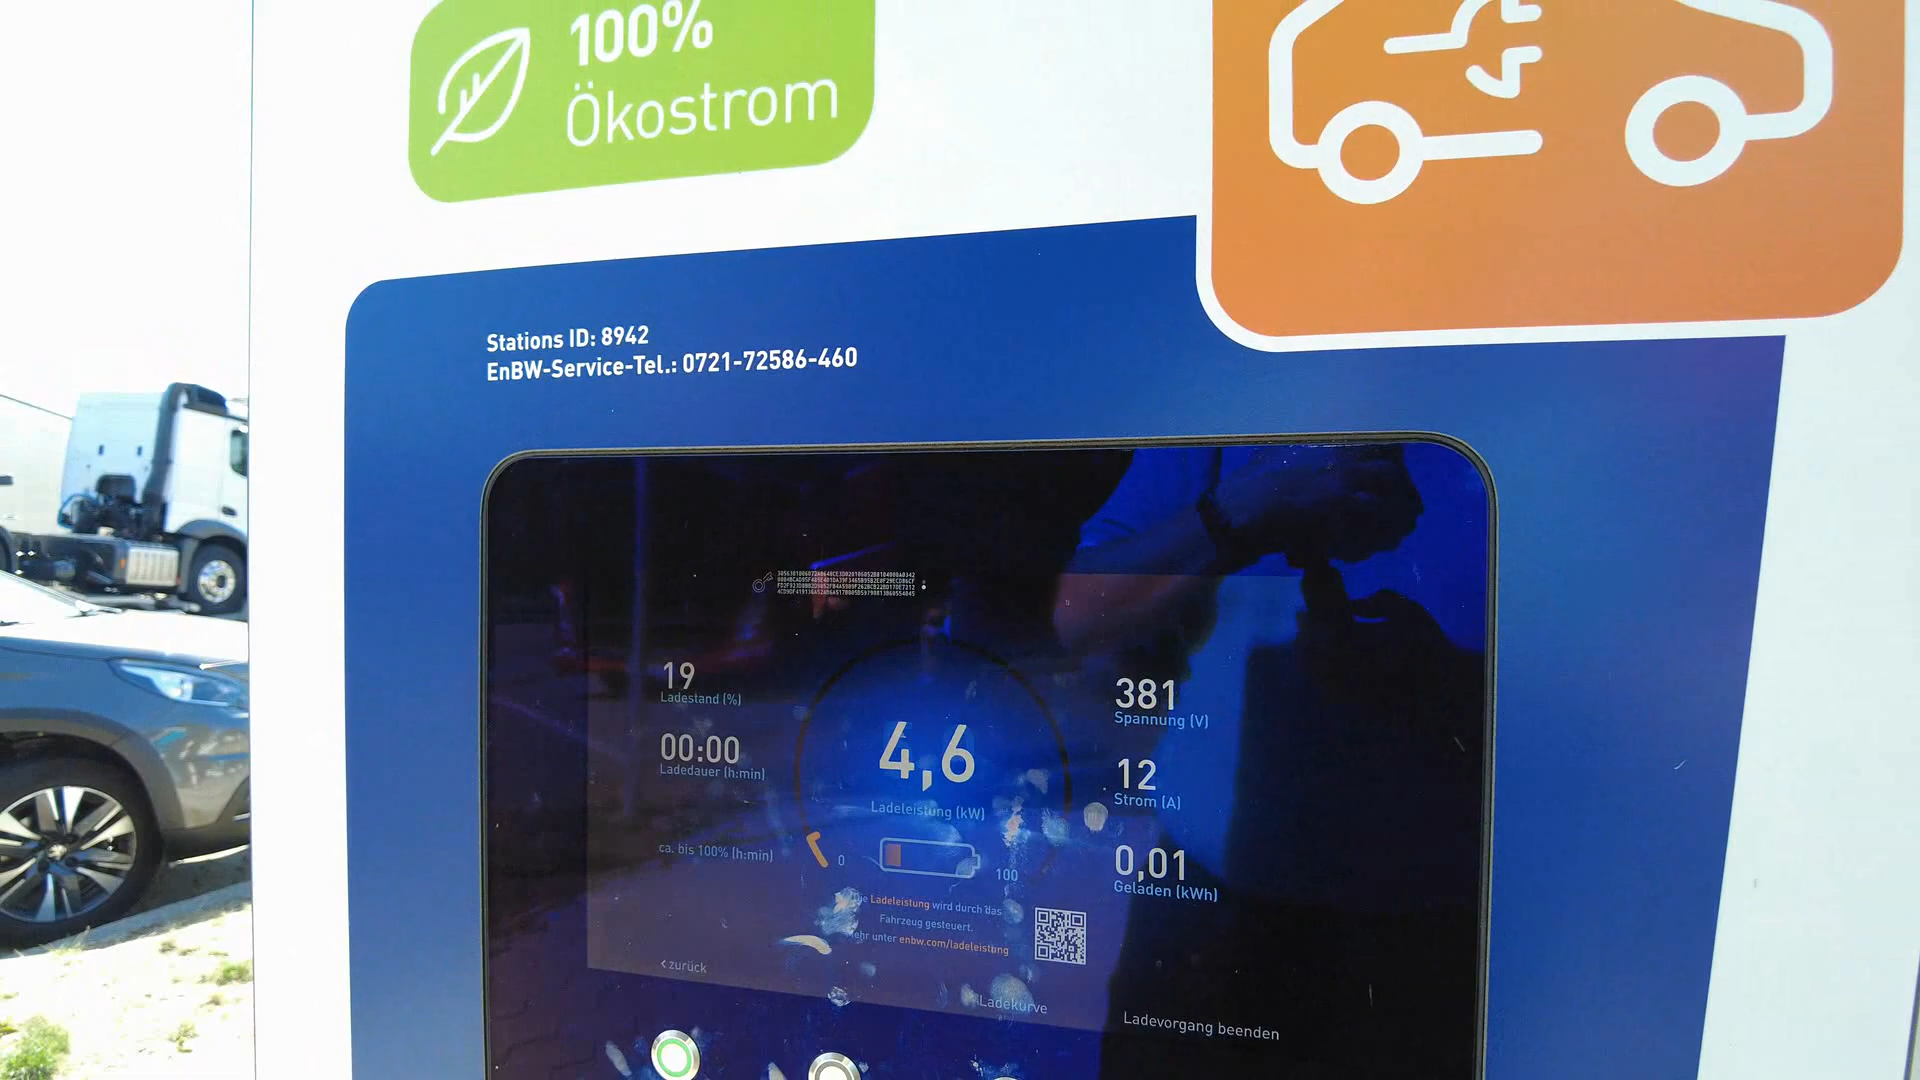 100%
Ökostrom
Stations ID: 8942
EnBW-Service-Tel.: 0721-72586-460
19
Ladestand (%)
00:00
Ladedauer (h:min)
ca. bis 100% (h:min)
4,6
Ladeleistung (kW)
0
100
381
Spannung (V)
12
Strom (A)
0,01
Geladen (kWh)
Ladeleistung wird durch das
Fahrzeug gesteuert.
Mehr unter enbw.com/ladeleistung
< zurück
Ladekurve
Ladevorgang beenden